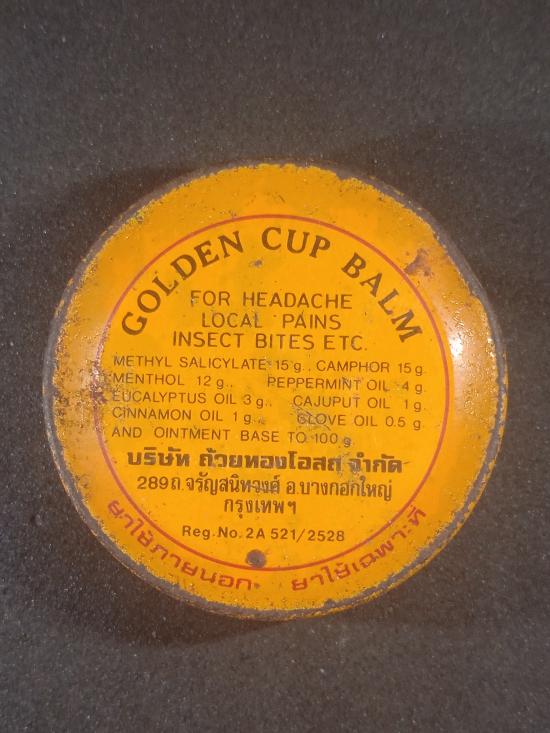 GOLDEN CUP BALM
FOR HEADACHE
LOCAL PAINS
INSECT BITES ETC.
METHYL SALICYLATE 15 g. CAMPHOR 15 g.
MENTHOL 12 g. PEPPERMINT OIL 4 g.
EUCALYPTUS OIL 3 g. CAJUPUT OIL 1 g.
CINNAMON OIL 1 g. CLOVE OIL 0.5 g.
AND OINTMENT BASE TO 100 g.
บริษัท ถ้วยทองโอสถ จำกัด
289 ถ.จรัญสนิทวงศ์ อ.บางกอกใหญ่
กรุงเทพฯ
Reg. No. 2A 521/2528
ยาใช้ภายนอก ยาใช้เฉพาะที่